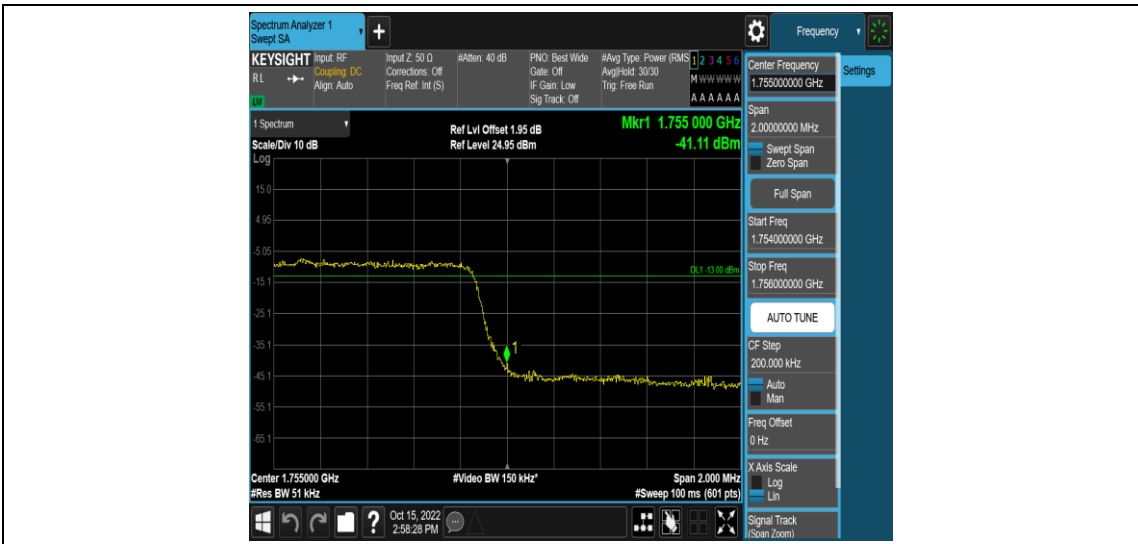 Spectrum Analyzer 1
Swept SA
+
Frequency
KEYSIGHT
RL
LXI
Input: RF
Coupling: DC
Align: Auto
Input Z: 50 Ω
Corrections: Off
Freq Ref: Int (S)
#Atten: 40 dB
PNO: Best Wide
Gate: Off
IF Gain: Low
Sig Track: Off
#Avg Type: Power (RMS
Avg|Hold: 30/30
Trig: Free Run
1 2 3 4 5 6
M W W W W W
A A A A A A
1 Spectrum
Scale/Div 10 dB
Log
Ref Lvl Offset 1.95 dB
Ref Level 24.95 dBm
Mkr1 1.755 000 GHz
-41.11 dBm
15.0
4.95
-5.05
-15.1
-25.1
-35.1
-45.1
-55.1
-65.1
DL1 -13.00 dBm
1
Center 1.755000 GHz
#Res BW 51 kHz
#Video BW 150 kHz*
Span 2.000 MHz
#Sweep 100 ms (601 pts)
?
Oct 15, 2022
2:58:28 PM
Center Frequency
1.755000000 GHz
Settings
Span
2.00000000 MHz
Swept Span
Zero Span
Full Span
Start Freq
1.754000000 GHz
Stop Freq
1.756000000 GHz
AUTO TUNE
CF Step
200.000 kHz
Auto
Man
Freq Offset
0 Hz
X Axis Scale
Log
Lin
Signal Track
(Span Zoom)